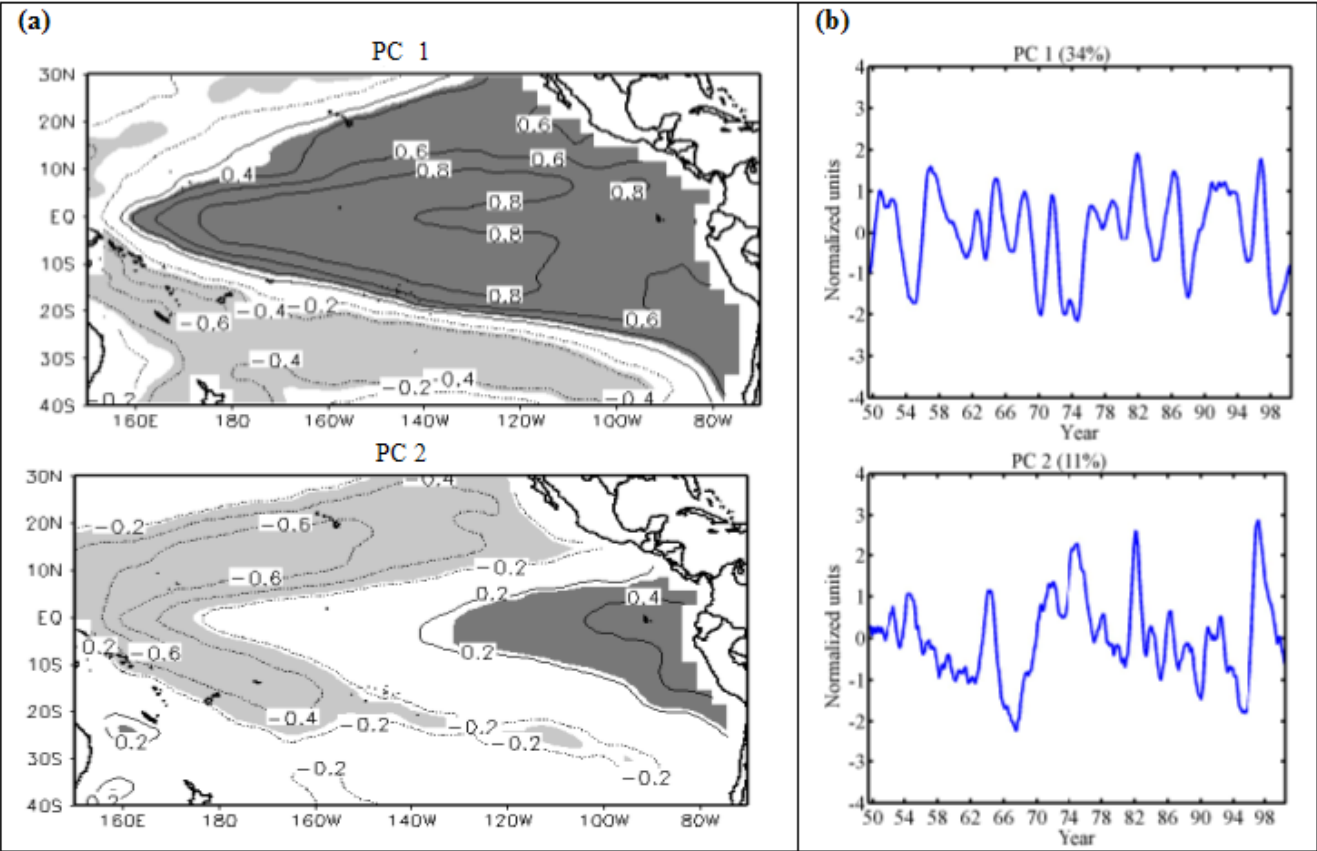 (a)
PC 1
30N
20N
10N
EQ
10S
20S
30S
40S
0.6
0.6
0.6
0.4
0.8
0.8
0.8
0.8
0.8
0.6
-0.2
-0.4
-0.6
-0.4
-0.4
-0.2
-0.4
-0.2
160E 180 160W 140W 120W 100W 80W
PC 2
30N
20N
10N
EQ
10S
20S
30S
40S
-0.4
-0.2
-0.6
-0.6
-0.2
0.2
0.4
0.2
-0.6
0.2
-0.4
-0.2
-0.2
-0.2
0.2
-0.2
-0.2
0.2
160E 180 160W 140W 120W 100W 80W
(b)
PC 1 (34%)
Normalized units
4
3
2
1
0
-1
-2
-3
-4
50 54 58 62 66 70 74 78 82 86 90 94 98
Year
PC 2 (11%)
Normalized units
4
3
2
1
0
-1
-2
-3
-4
50 54 58 62 66 70 74 78 82 86 90 94 98
Year